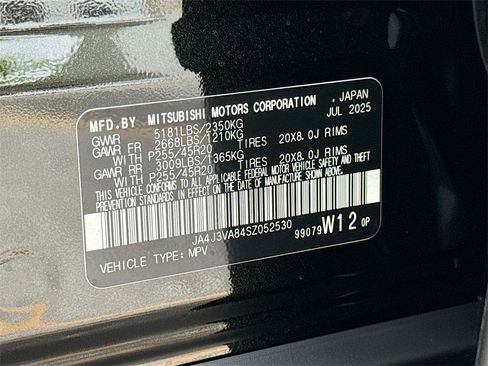 MFD.BY MITSUBISHI MOTORS CORPORATION , JAPAN
GVWR 5181LBS/2350KG JUL 2025
GAWR FR 2668LBS/1210KG
WITH P255/45R20 TIRES 20X8.0J RIMS
GAWR RR 3009LBS/1365KG
WITH P255/45R20 TIRES 20X8.0J RIMS
THIS VEHICLE CONFORMS TO ALL APPLICABLE FEDERAL MOTOR VEHICLE SAFETY
AND THEFT PREVENTION STANDARDS IN EFFECT ON THE DATE OF MANUFACTURE SHOWN ABOVE.
JA4J3VA84SZ052530
VEHICLE TYPE: MPV 99079 W12 0P